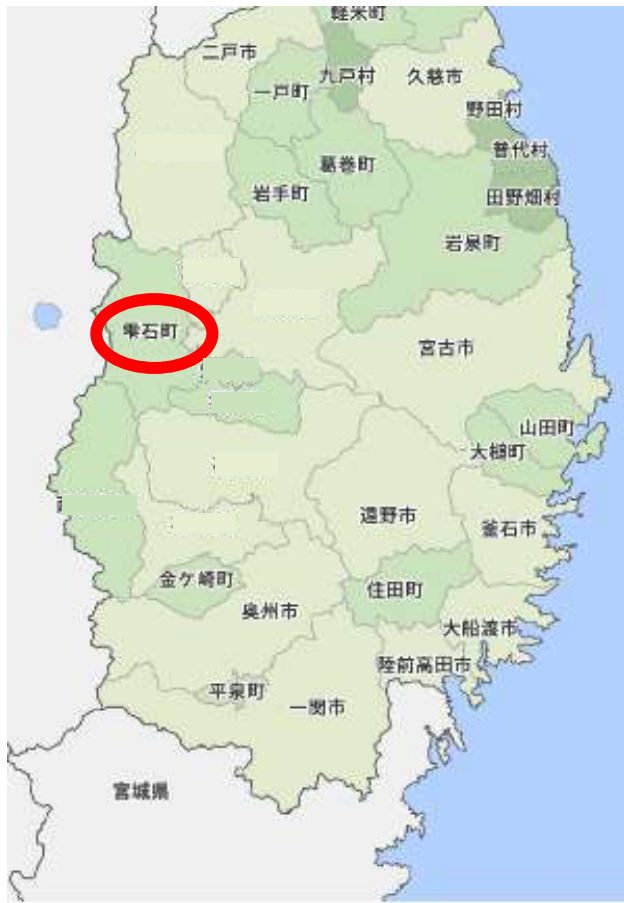 軽米町
二戸市
九戸村
久慈市
一戸町
野田村
普代村
葛巻町
岩手町
田野畑村
岩泉町
雫石町
宮古市
山田町
大槌町
遠野市
釜石市
金ケ崎町
住田町
奥州市
大船渡市
陸前高田市
平泉町
一関市
宮城県